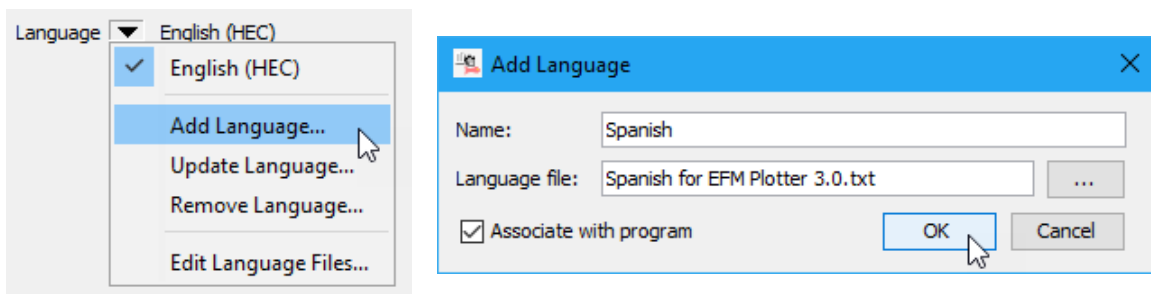 Language English (HEC)
English (HEC)
Add Language...
Update Language...
Remove Language...
Edit Language Files...
Add Language
Name: Spanish
Language file: Spanish for EFM Plotter 3.0.txt ...
Associate with program OK Cancel